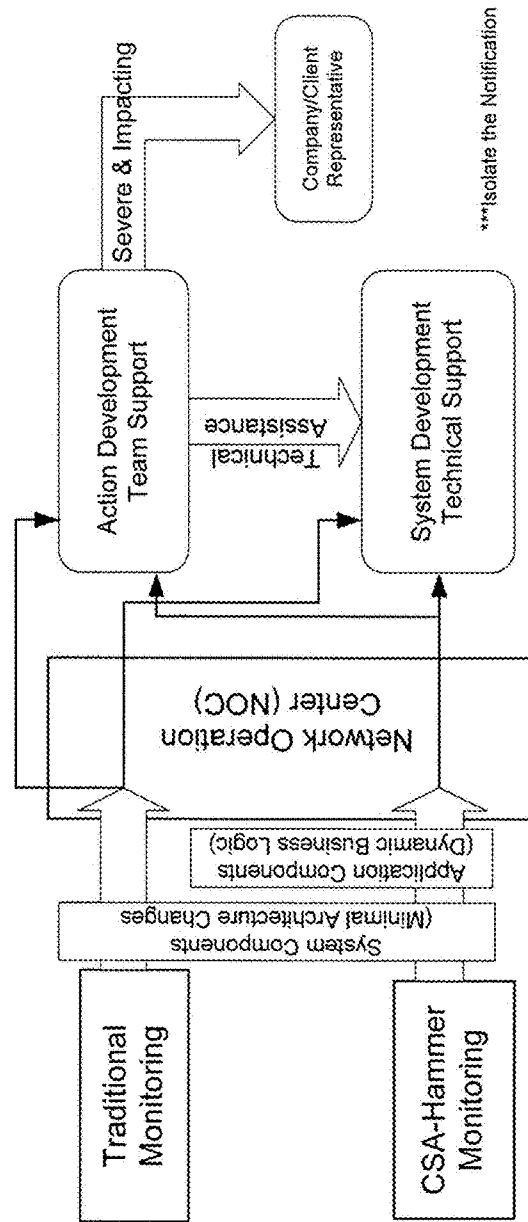 Traditional
Monitoring
CSA-Hammer
Monitoring
System Components
(Minimal Architecture Changes)
Application Components
(Dynamic Business Logic)
Network Operation
Center (NOC)
Action Development
Team Support
Technical
Assistance
System Development
Technical Support
Severe & Impacting
Company/Client
Representative
***Isolate the Notification